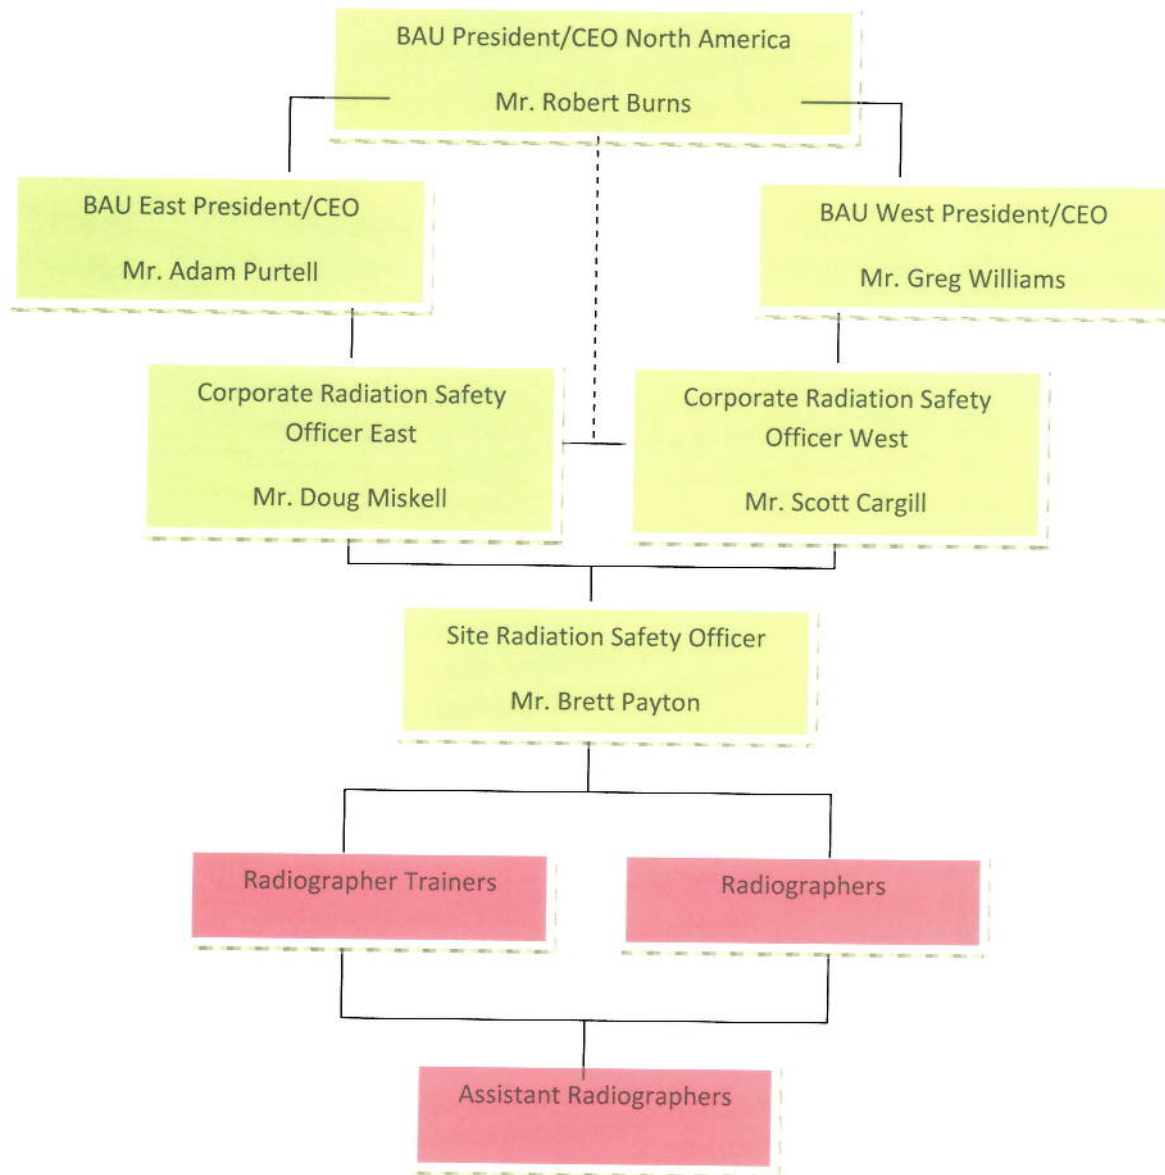 BAU President/CEO North America
Mr. Robert Burns
BAU East President/CEO
Mr. Adam Purtell
BAU West President/CEO
Mr. Greg Williams
Corporate Radiation Safety
Officer East
Mr. Doug Miskell
Corporate Radiation Safety
Officer West
Mr. Scott Cargill
Site Radiation Safety Officer
Mr. Brett Payton
Radiographer Trainers
Radiographers
Assistant Radiographers